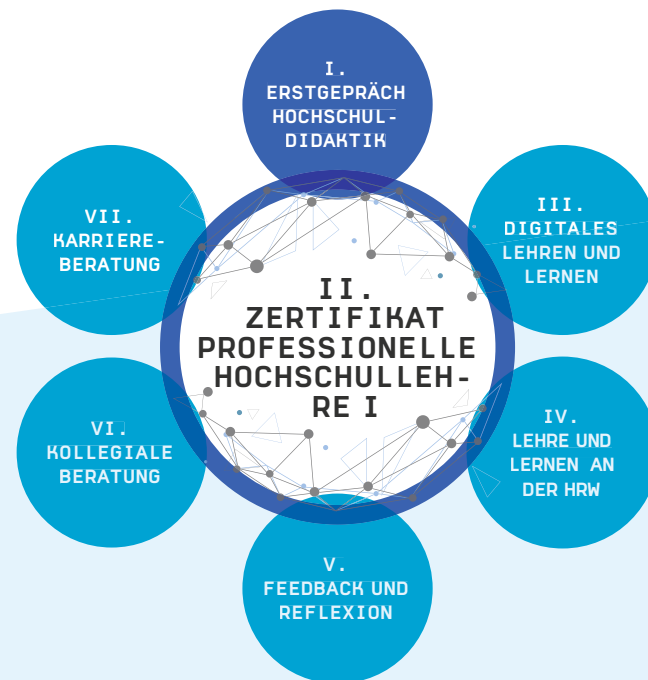 I.
ERSTGEPRÄCH
HOCHSCHUL-
DIDAKTIK
II.
ZERTIFIKAT
PROFESSIONELLE
HOCHSCHULLEH-
RE I
III.
DIGITALES
LEHREN UND
LERNEN
IV.
LEHRE UND
LERNEN AN
DER HRW
V.
FEEDBACK UND
REFLEXION
VI.
KOLLEGIALE
BERATUNG
VII.
KARRIERE-
BERATUNG